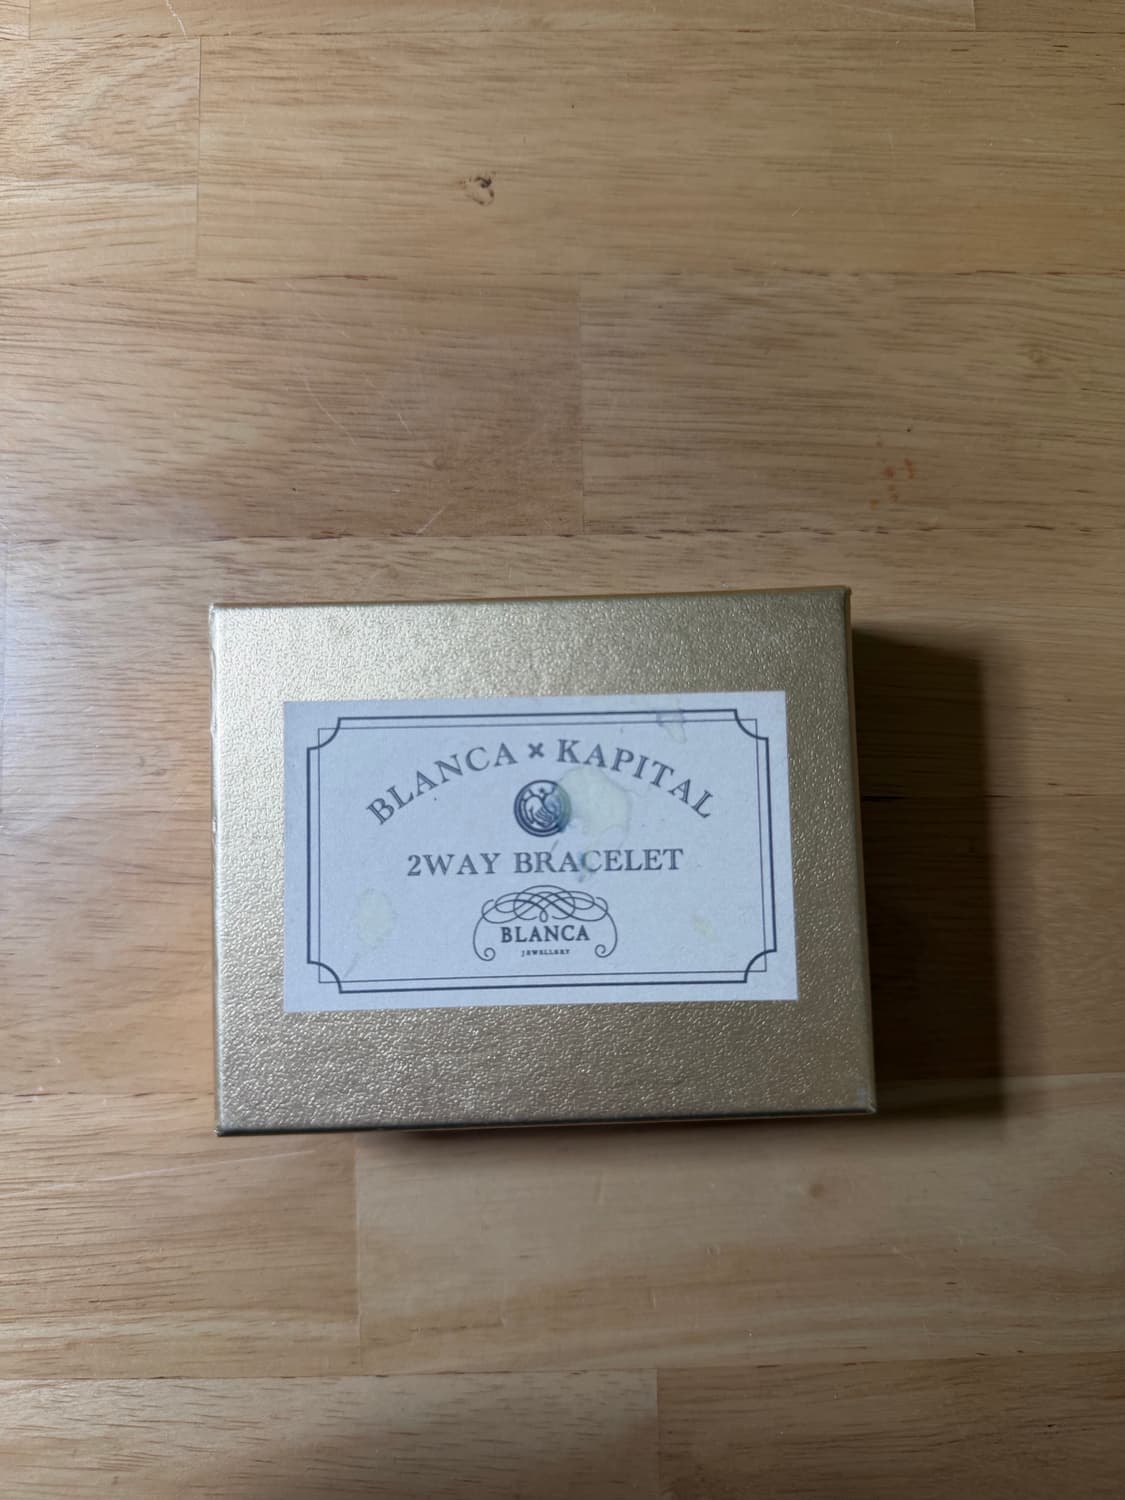 BLANCA × KAPITAL
2WAY BRACELET
BLANCA
JEWELLERY